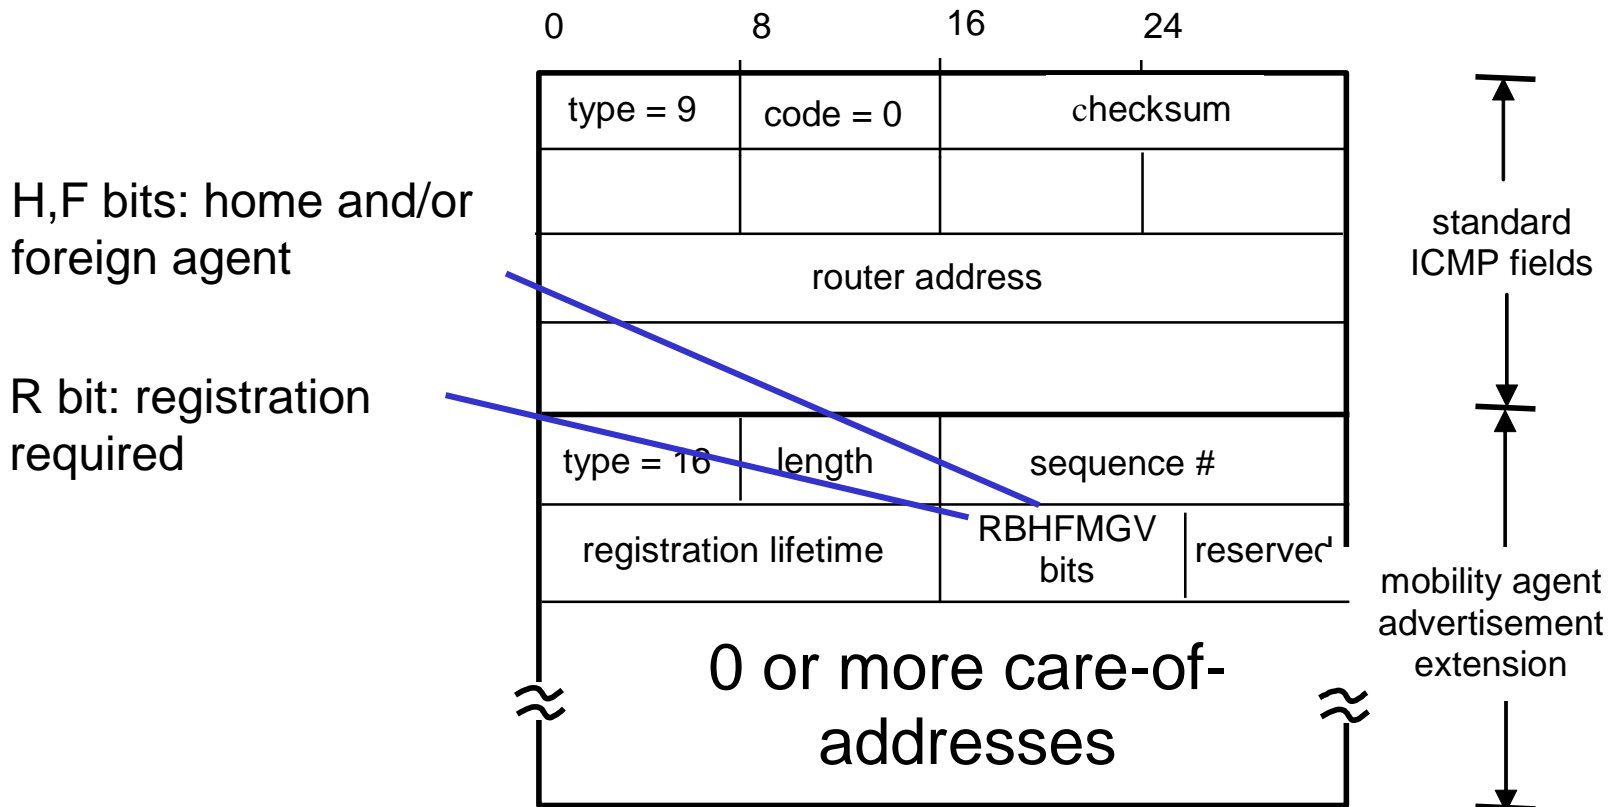 0 8 16 24
type = 9 code = 0 checksum
H,F bits: home and/or
foreign agent
standard
ICMP fields
router address
R bit: registration
required
type = 16 length sequence #
registration lifetime RBHFMGV
bits reserved
mobility agent
advertisement
extension
0 or more care-of-
addresses